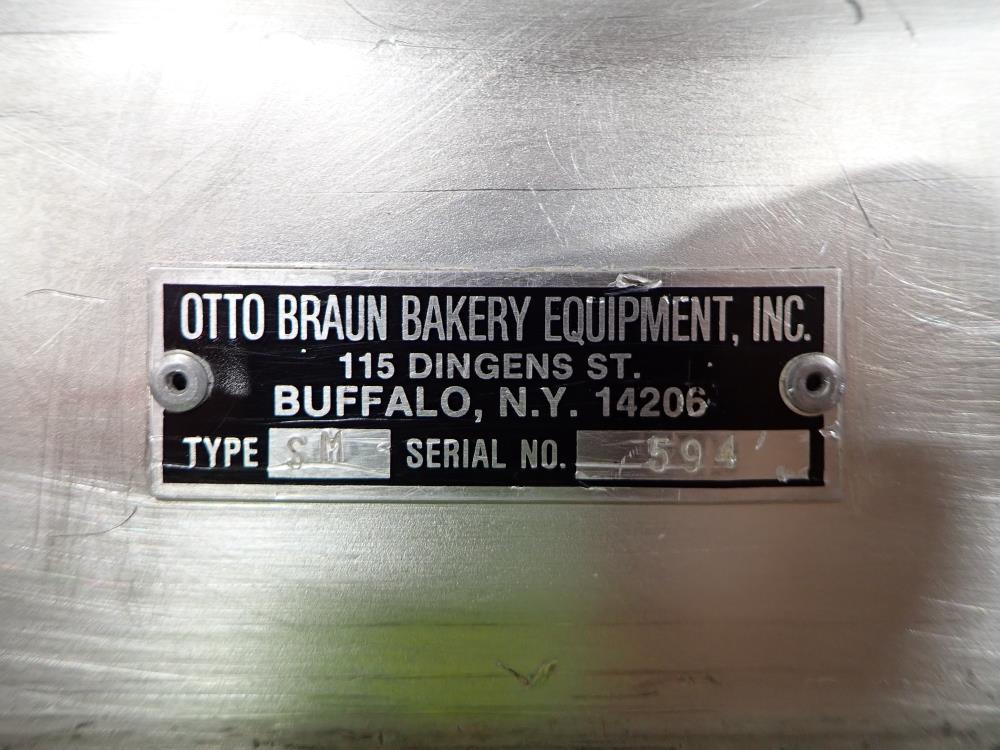 OTTO BRAUN BAKERY EQUIPMENT, INC.
115 DINGENS ST.
BUFFALO, N.Y. 14206
TYPE SM SERIAL NO. 594